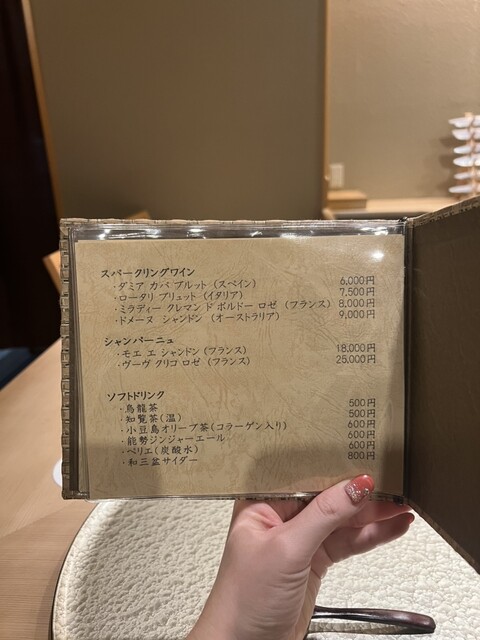 スパークリングワイン
・ダミア カバ ブルット（スペイン） 6,000円
・ロータリ ブリュット（イタリア） 7,500円
・ミラディー クレマン ド ボルドー ロゼ（フランス） 8,000円
・ドメーヌ シャンドン（オーストラリア） 9,000円
シャンパーニュ
・モエ エ シャンドン（フランス） 18,000円
・ヴーヴ クリコ ロゼ（フランス） 25,000円
ソフトドリンク
・烏龍茶 500円
・知覧茶（温） 500円
・小豆島オリーブ茶（コラーゲン入り） 600円
・能勢ジンジャーエール 600円
・ペリエ（炭酸水） 600円
・和三盆サイダー 800円